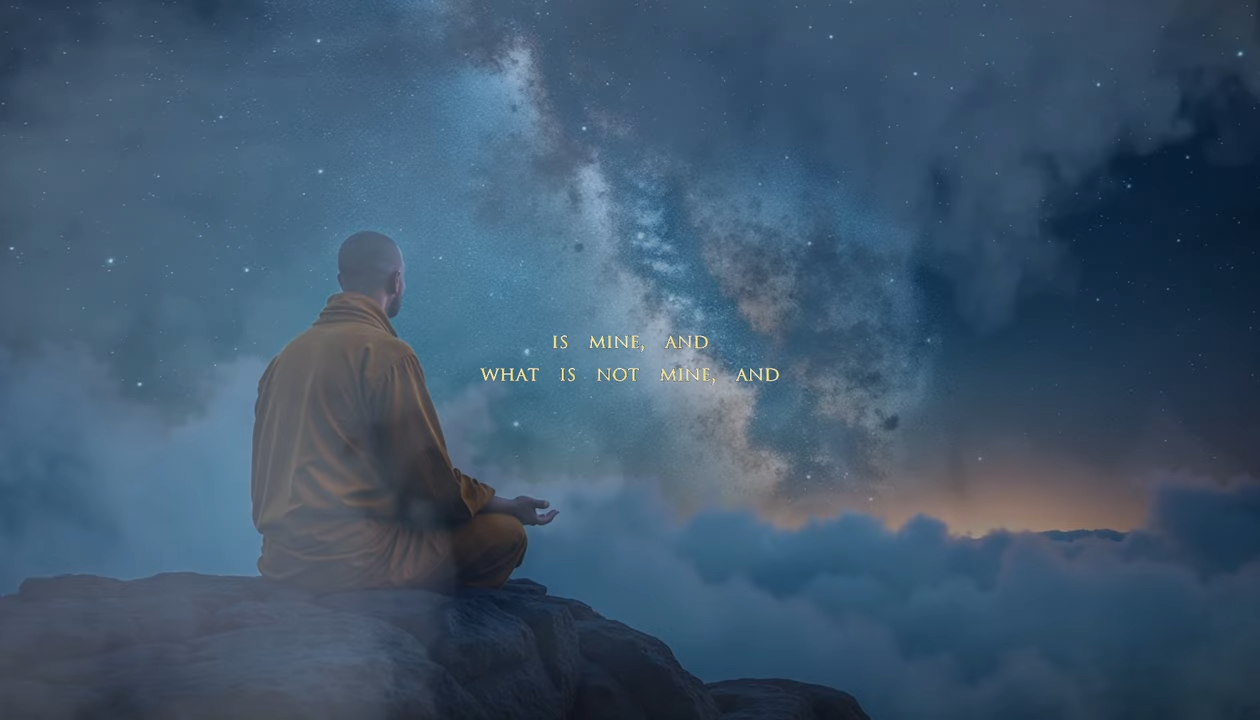 IS MINE, AND
WHAT IS NOT MINE, AND